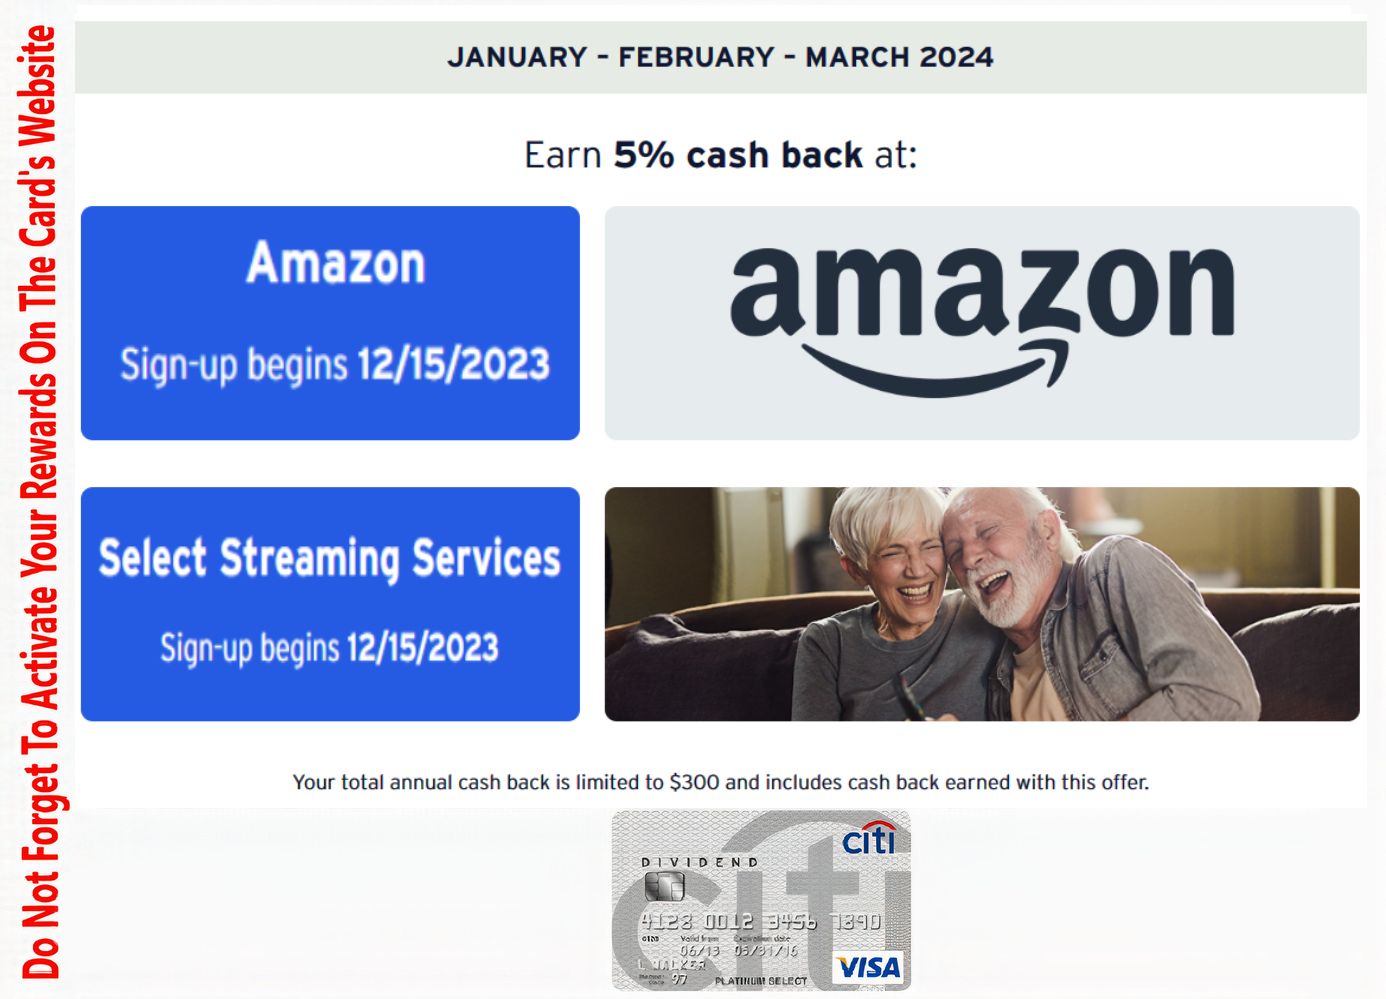 Do Not Forget To Activate Your Rewards On The Card's Website
JANUARY – FEBRUARY – MARCH 2024
Earn 5% cash back at:
Amazon
Sign-up begins 12/15/2023
amazon
Select Streaming Services
Sign-up begins 12/15/2023
Your total annual cash back is limited to $300 and includes cash back earned with this offer.
citi
DIVIDEND
citi
4128 0012 3456 7890
4128 Valid from Expiration date
06/13 05/31/16
L WALKER
97 PLATINUM SELECT
VISA